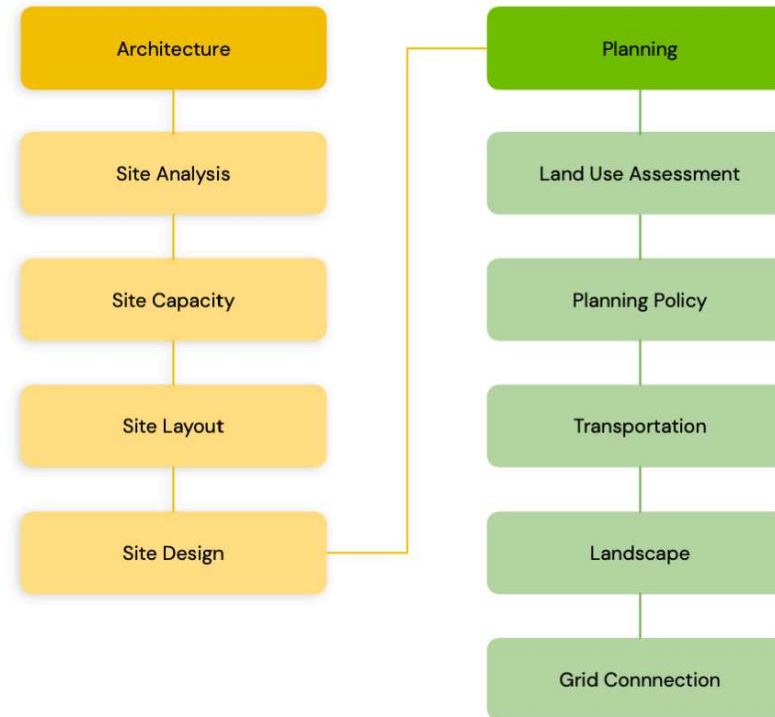 Architecture
Site Analysis
Site Capacity
Site Layout
Site Design
Planning
Land Use Assessment
Planning Policy
Transportation
Landscape
Grid Connnection